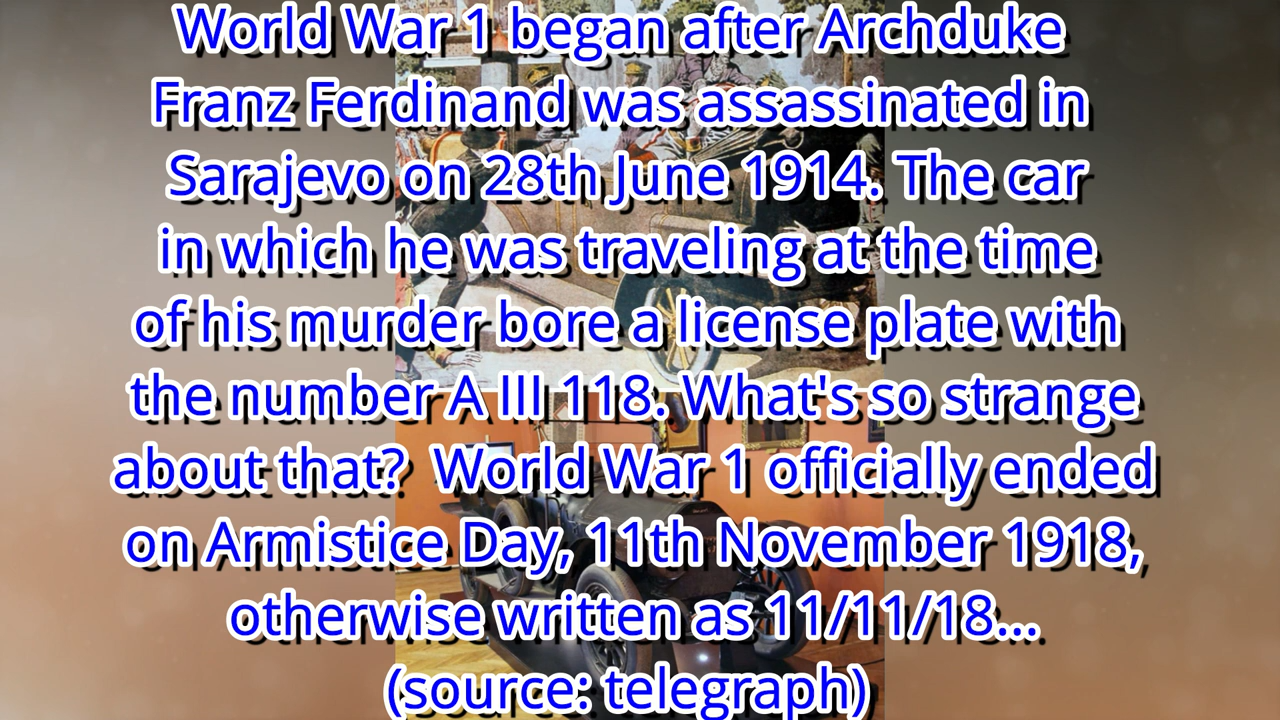 World War 1 began after Archduke
Franz Ferdinand was assassinated in
Sarajevo on 28th June 1914. The car
in which he was traveling at the time
of his murder bore a license plate with
the number A III 118. What's so strange
about that?  World War 1 officially ended
on Armistice Day, 11th November 1918,
otherwise written as 11/11/18...
(source: telegraph)